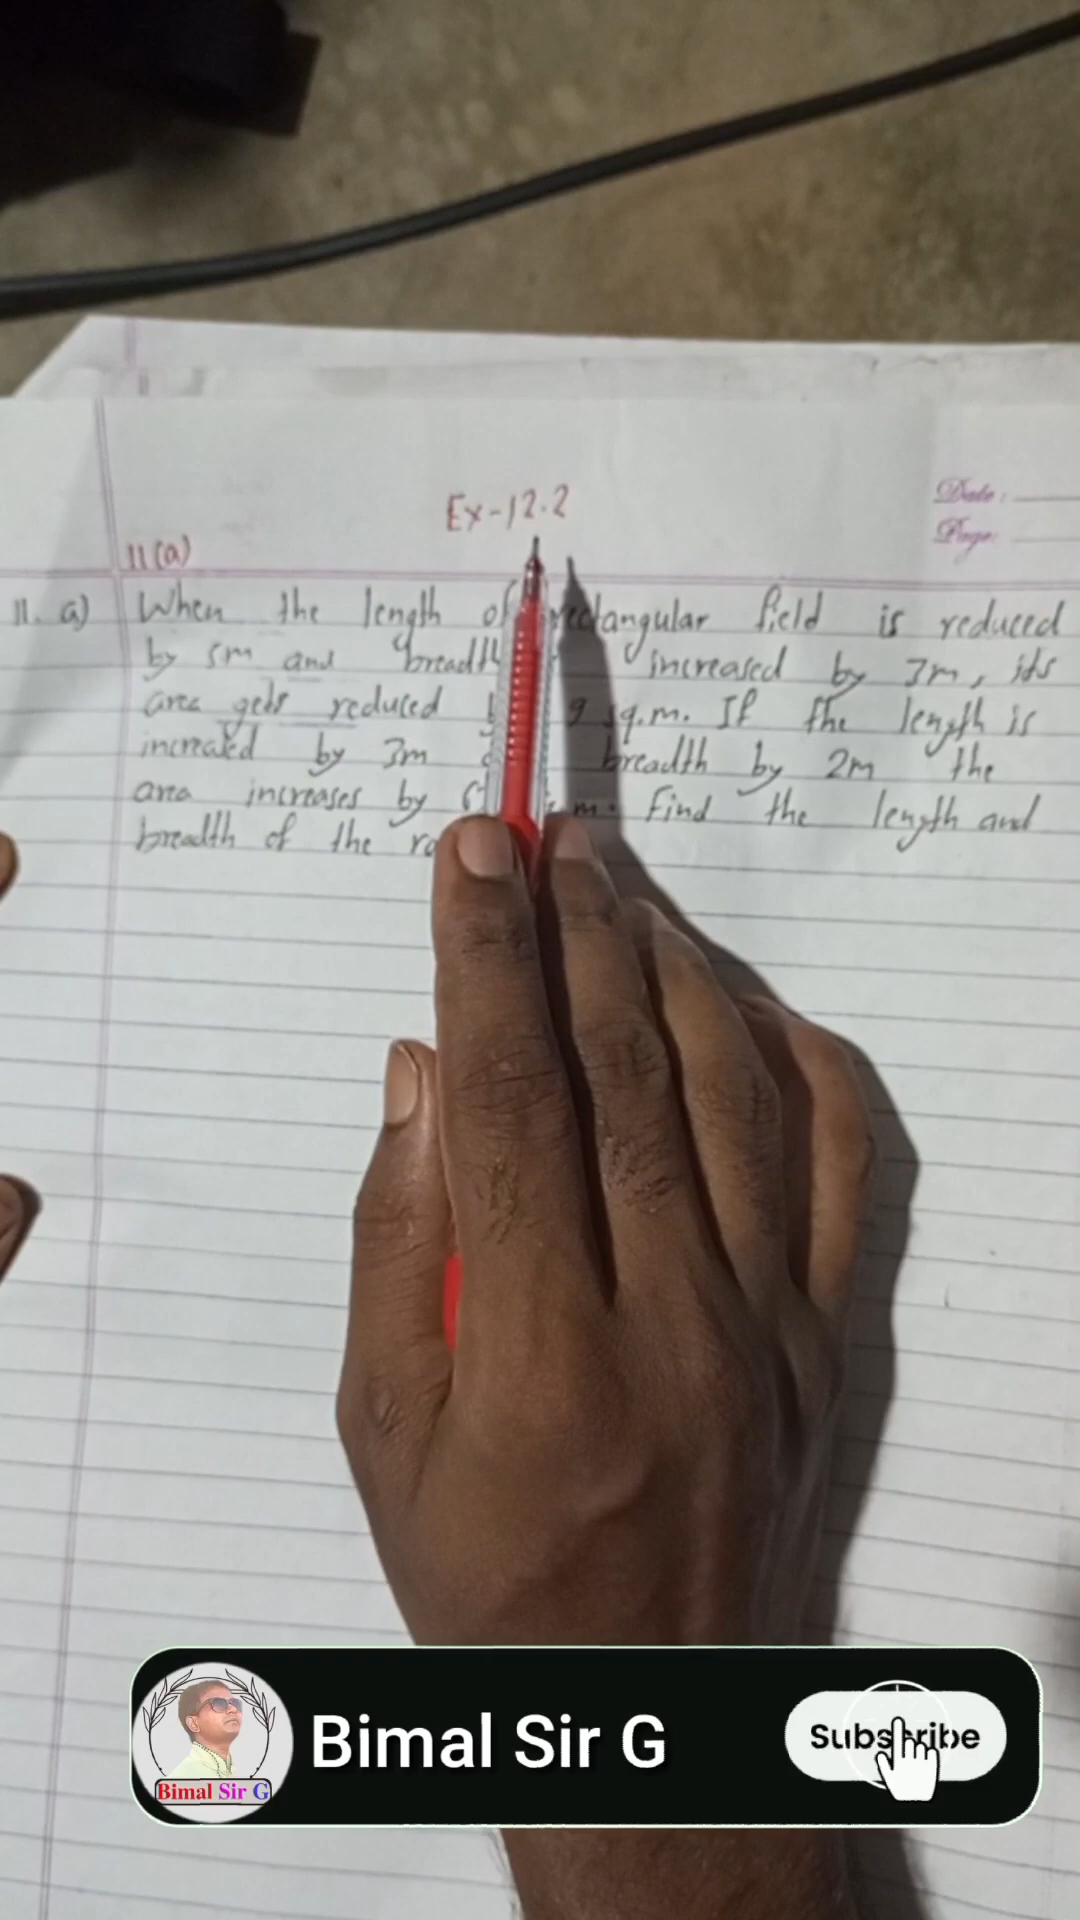 Ex-12.2
Date:
Page:
11(a)
11. a) When the length of rectangular field is reduced
by 5m and breadth increased by 3m, its
area gets reduced 9 sq.m. If the length is
increased by 3m breadth by 2m the
area increases by m. Find the length and
breadth of the
Bimal Sir G
Bimal Sir G
Subscribe